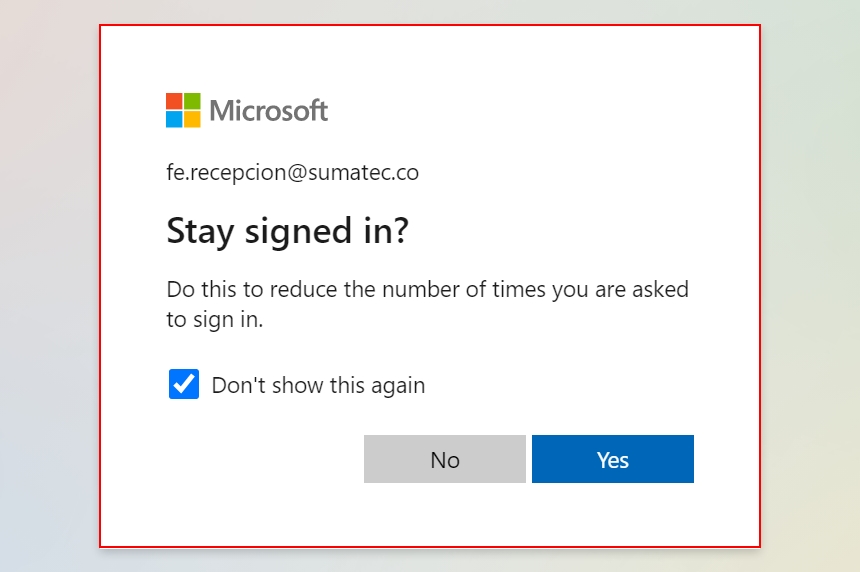 Microsoft
fe.recepcion@sumatec.co
Stay signed in?
Do this to reduce the number of times you are asked
to sign in.
Don't show this again
No
Yes